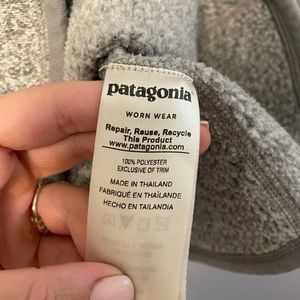 patagonia®
WORN WEAR
Repair, Reuse, Recycle
This Product
www.patagonia.com
100% POLYESTER
EXCLUSIVE OF TRIM
MADE IN THAILAND
FABRIQUÉ EN THAÏLANDE
HECHO EN TAILANDIA